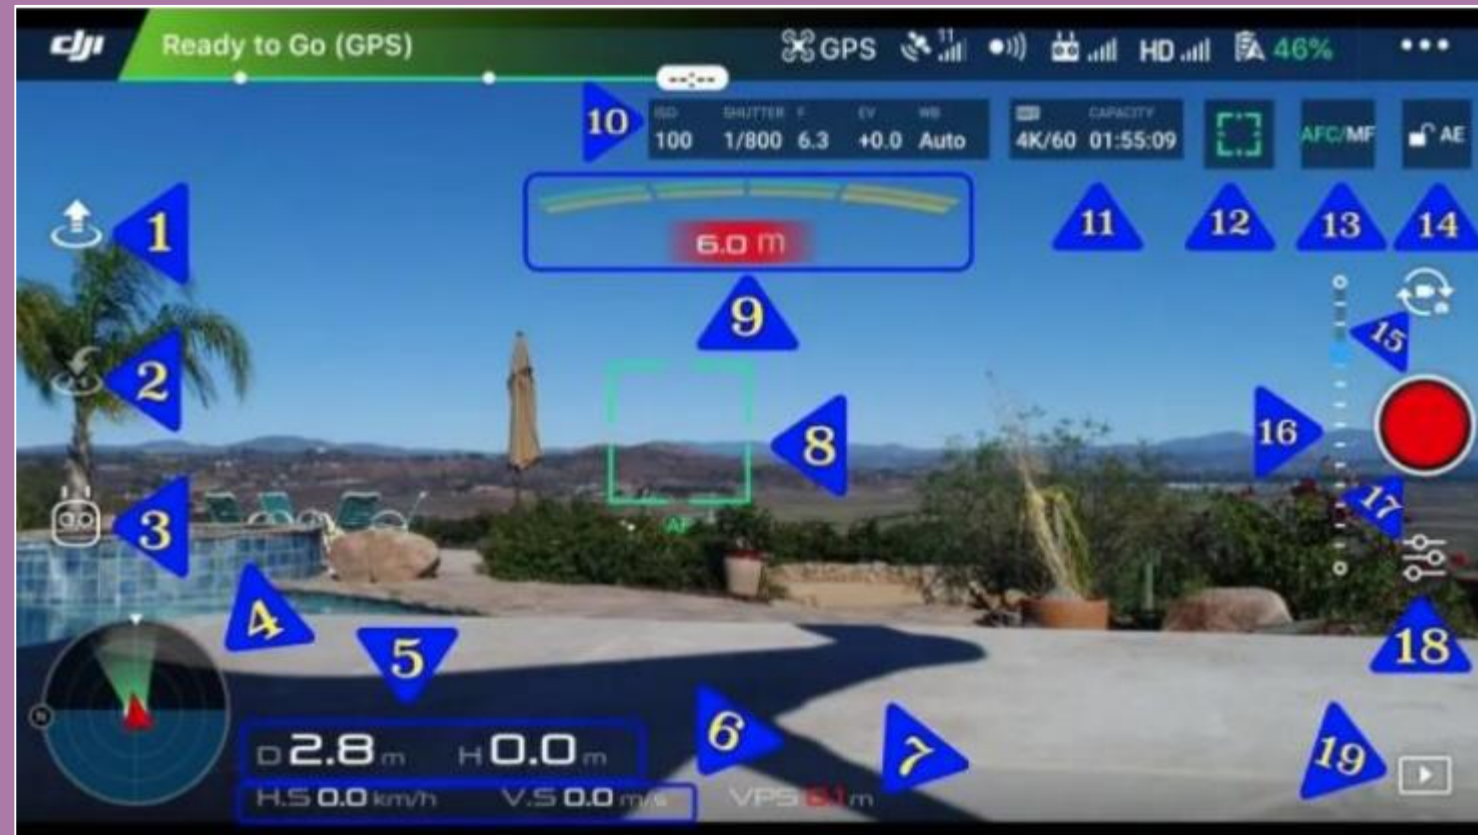 dji Ready to Go (GPS) GPS 11 HD 46%
--:--
10 ISO SHUTTER F EV WB CAPACITY
100 1/800 6.3 +0.0 Auto 4K/60 01:55:09 AFC/MF AE
1 6.0 m 11 12 13 14
9
15
2
8 16
17
3 AF
4 5
18
6 7
N D 2.8 m H 0.0 m 19
H.S 0.0 km/h V.S 0.0 m/s VPS m